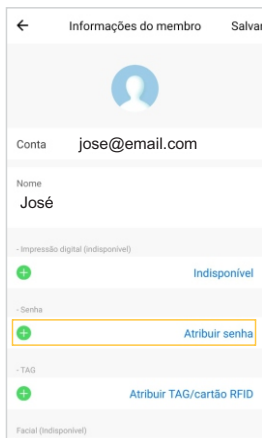 ← Informações do membro Salvar
Conta jose@email.com
Nome
José
- Impressão digital (indisponível)
Indisponível
- Senha
Atribuir senha
- TAG
Atribuir TAG/cartão RFID
Facial (Indisponível)